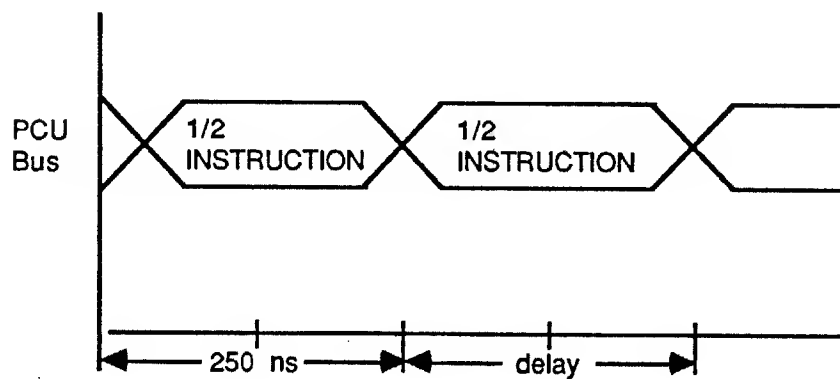 PCU
Bus
1/2
INSTRUCTION
1/2
INSTRUCTION
250 ns
delay